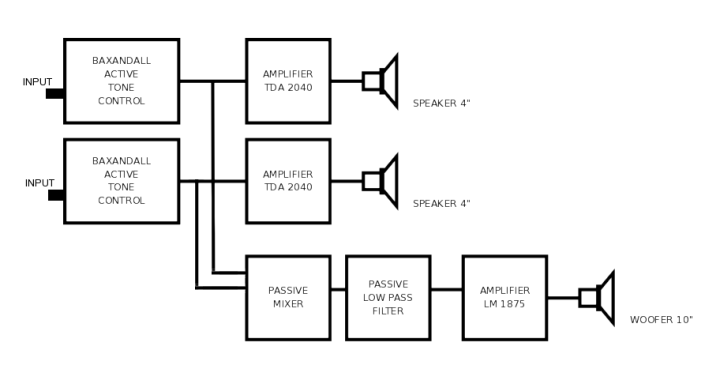 BAXANDALL
ACTIVE
TONE
CONTROL
INPUT
AMPLIFIER
TDA 2040
SPEAKER 4"
BAXANDALL
ACTIVE
TONE
CONTROL
INPUT
AMPLIFIER
TDA 2040
SPEAKER 4"
PASSIVE
MIXER
PASSIVE
LOW PASS
FILTER
AMPLIFIER
LM 1875
WOOFER 10"